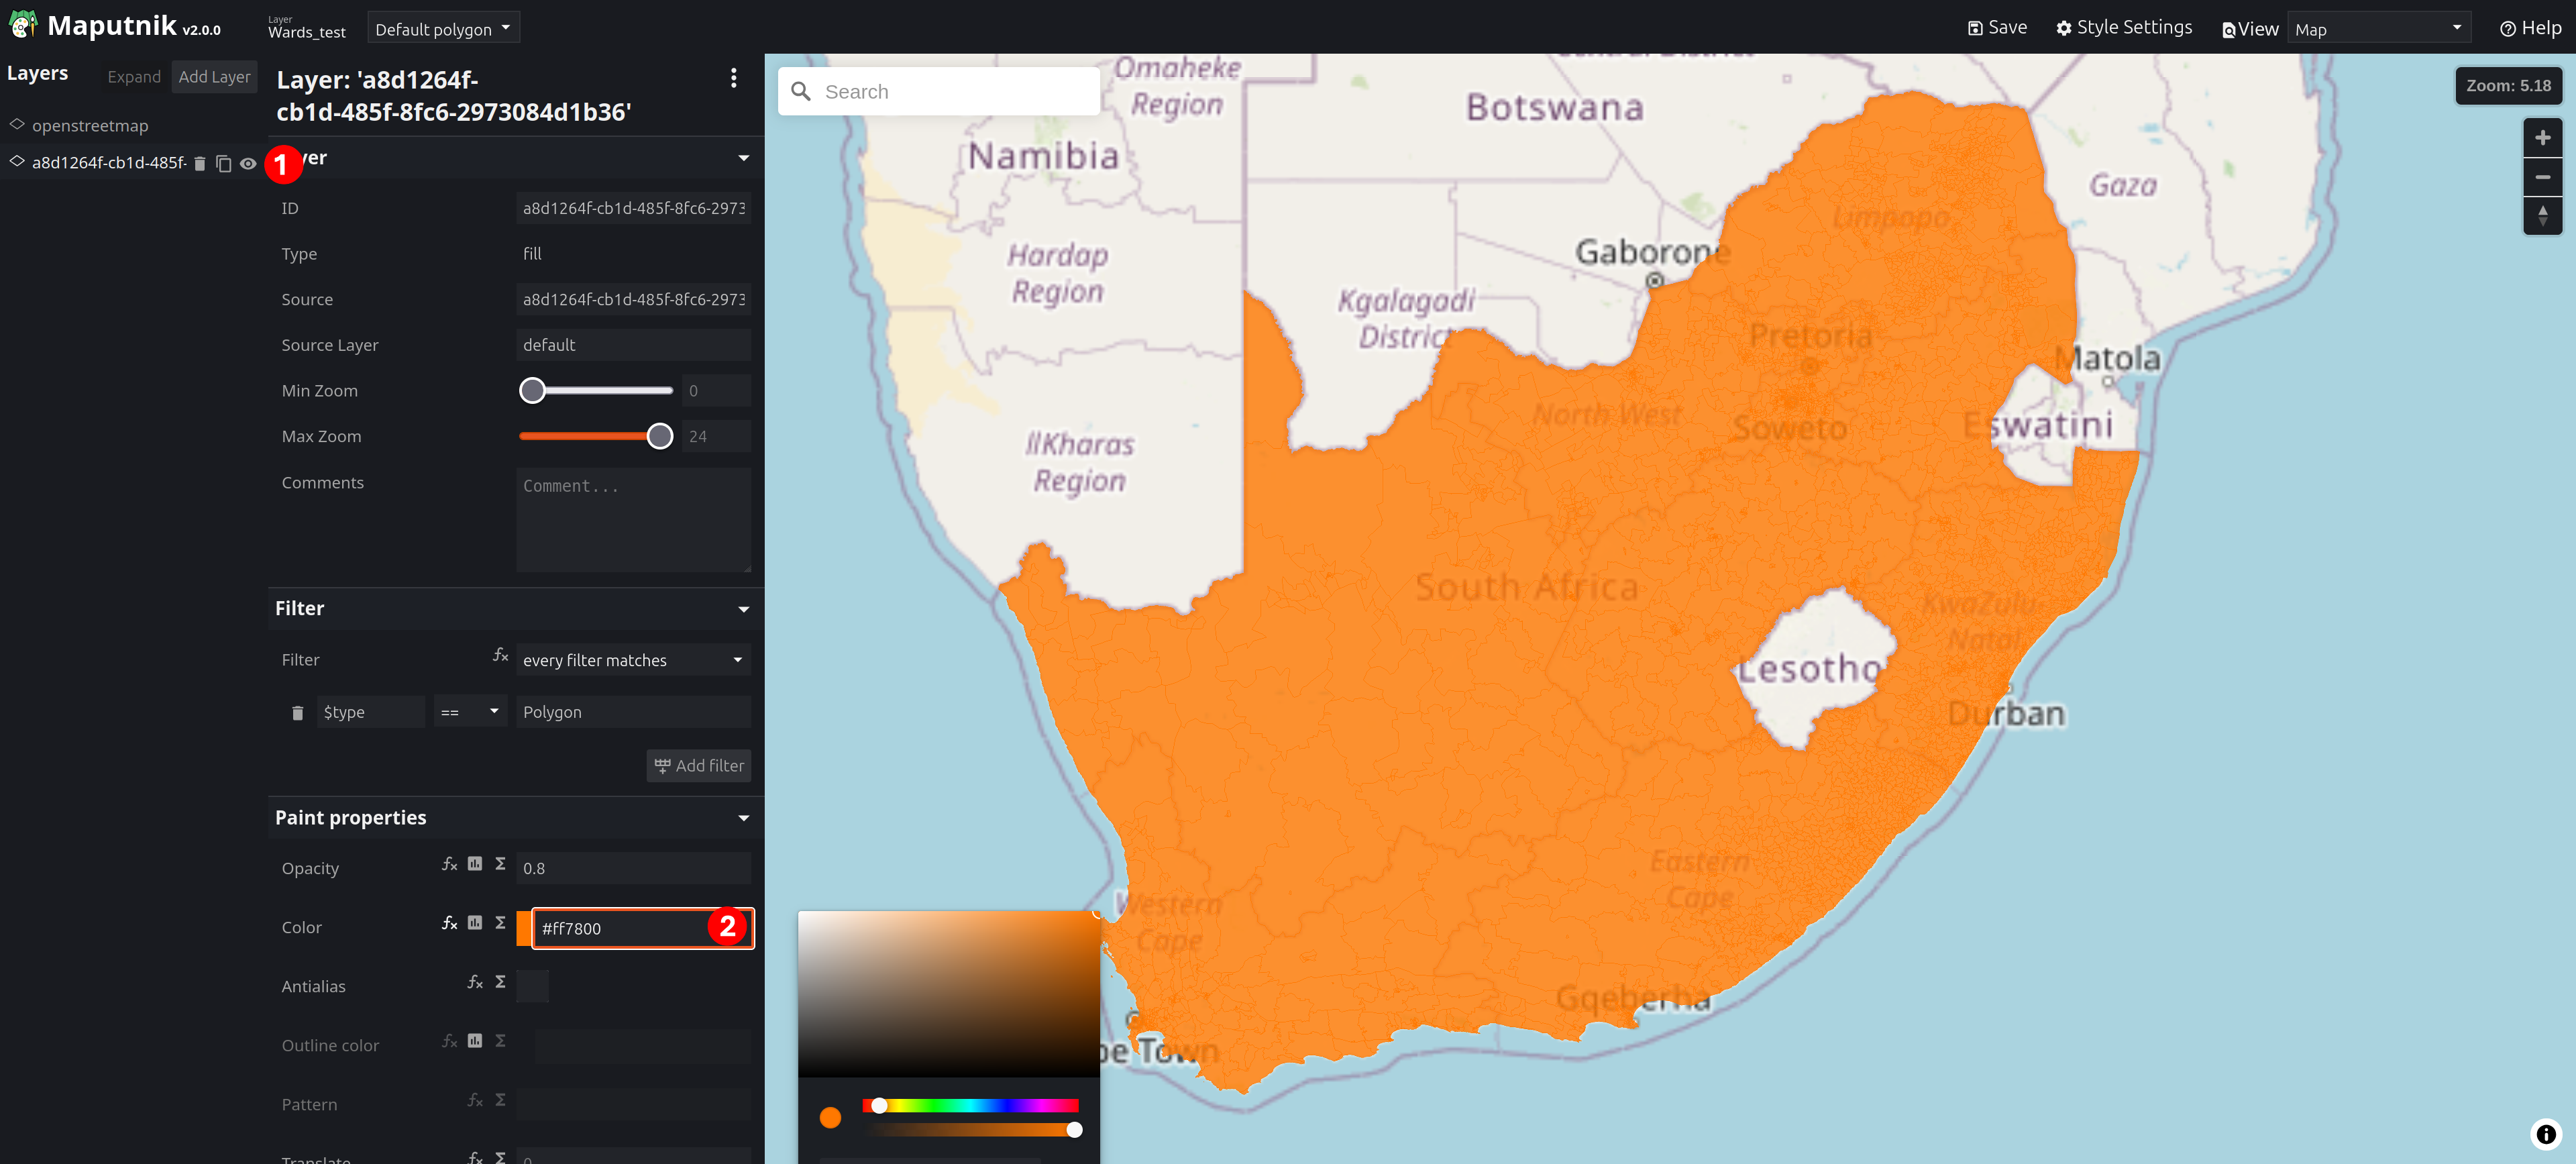 Maputnik v2.0.0
Layer
Wards_test
Default polygon
Save
Style Settings
View
Map
Help
Layers
Expand
Add Layer
openstreetmap
a8d1264f-cb1d-485f-
1
Layer: 'a8d1264f-
cb1d-485f-8fc6-2973084d1b36'
yer
ID
a8d1264f-cb1d-485f-8fc6-2973
Type
fill
Source
a8d1264f-cb1d-485f-8fc6-2973
Source Layer
default
Min Zoom
0
Max Zoom
24
Comments
Comment...
Filter
Filter
every filter matches
$type
==
Polygon
Add filter
Paint properties
Opacity
0.8
Color
#ff7800
2
Antialias
Outline color
Pattern
Translate
0
Search
Zoom: 5.18
Omaheke
Region
Botswana
Namibia
Gaza
Limpopo
Hardap
Region
Gaborone
Kgalagadi
District
Pretoria
Matola
North West
Soweto
Eswatini
ǁKharas
Region
South Africa
KwaZulu-
Natal
Lesotho
Durban
Eastern
Cape
Western
Cape
Gqeberha
pe Town